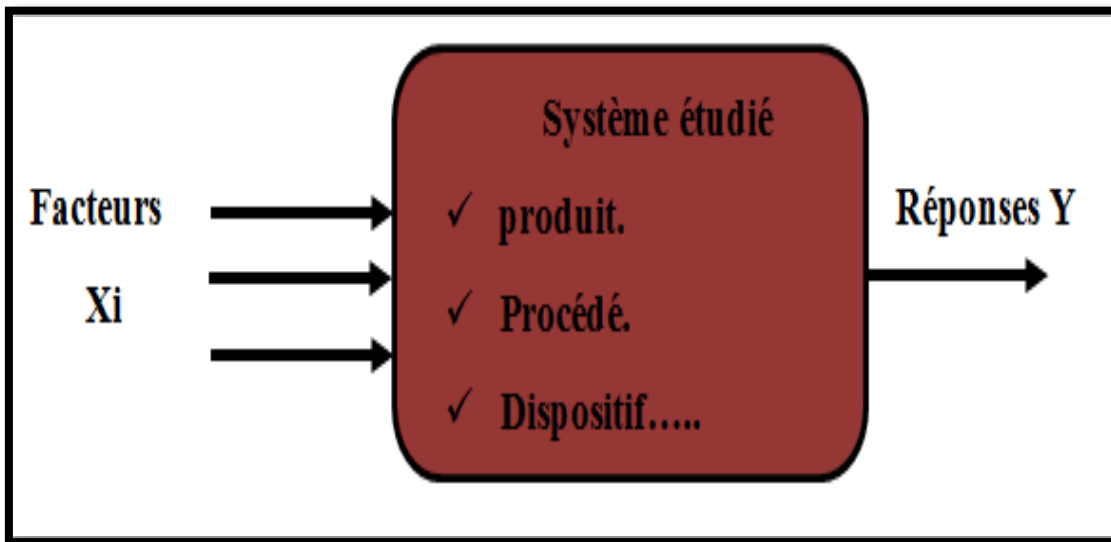 Système étudié
Facteurs
Xi
✓ produit.
✓ Procédé.
✓ Dispositif…..
Réponses Y